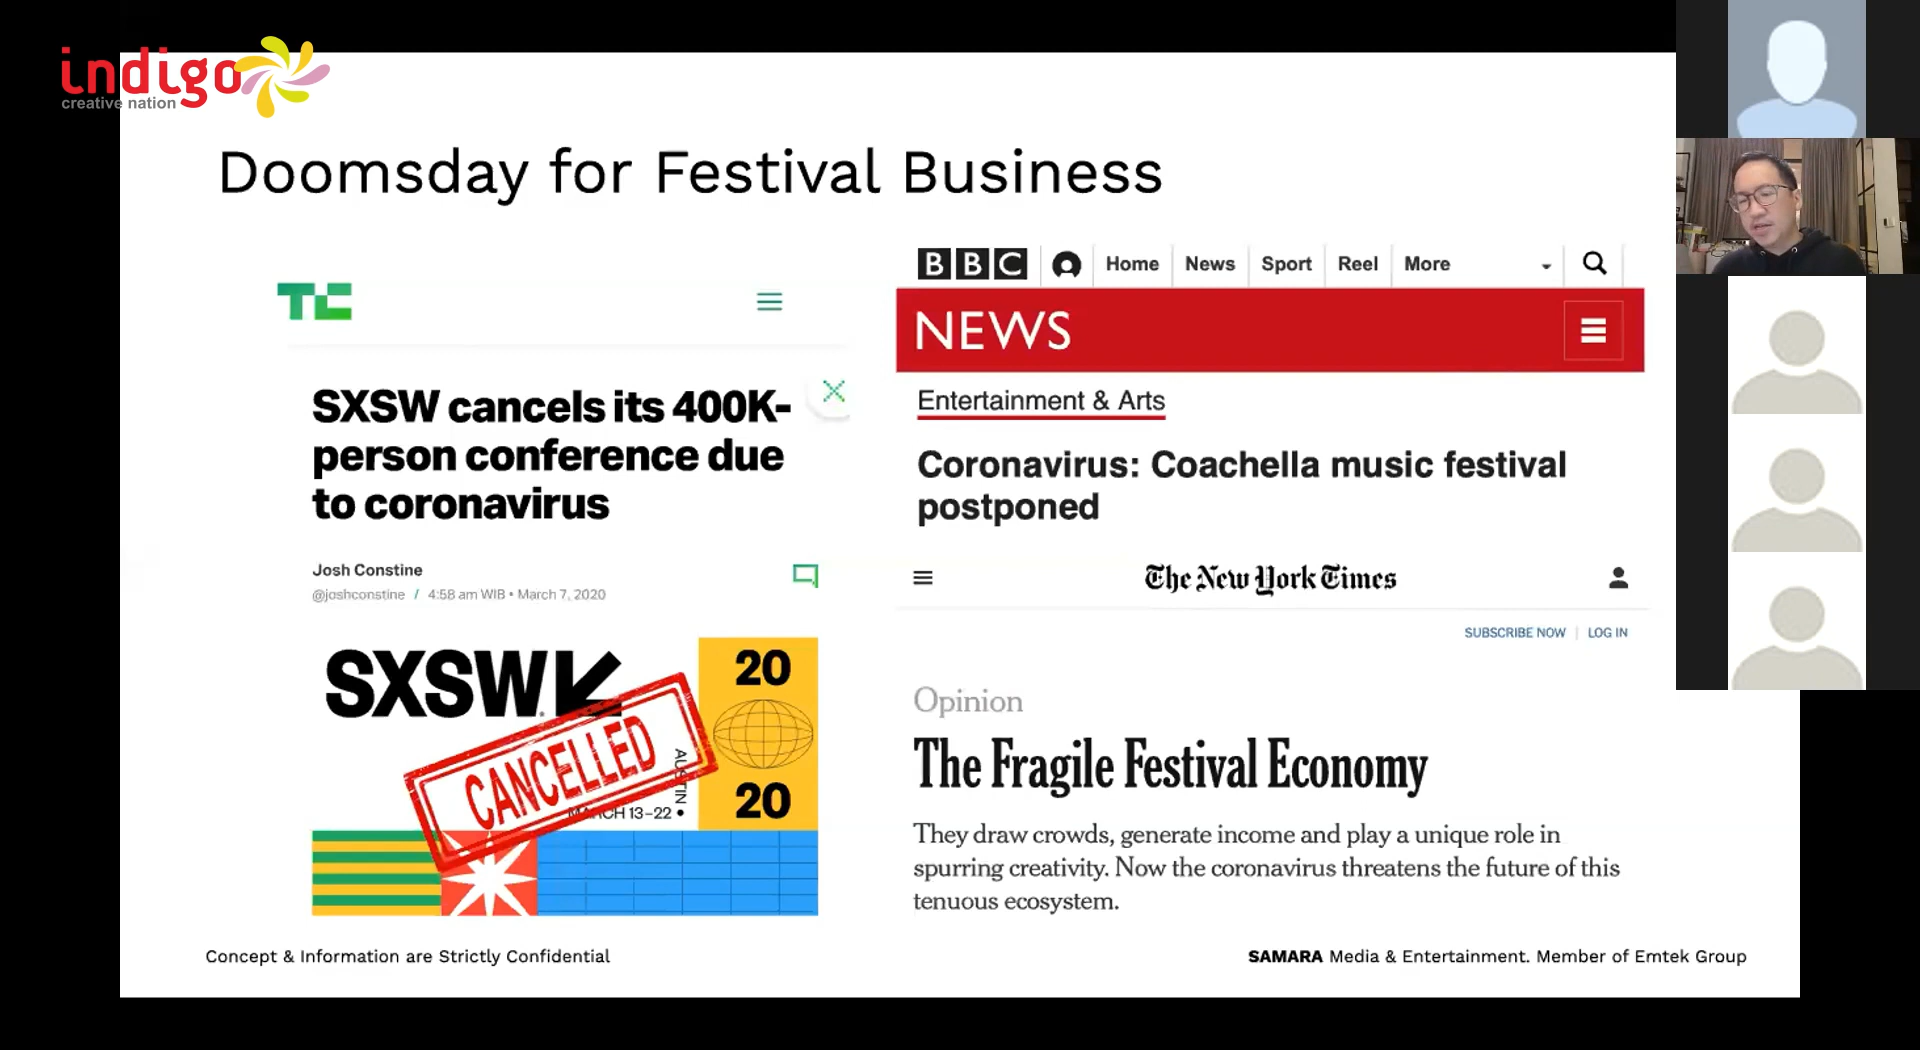 indigo
creative nation
Doomsday for Festival Business
TC
SXSW cancels its 400K-
person conference due
to coronavirus
Josh Constine
@joshconstine / 4:58 am WIB • March 7, 2020
SXSW
20
CANCELLED
AUSTIN •
MARCH 13–22 •
20
BBC Home News Sport Reel More
NEWS
Entertainment & Arts
Coronavirus: Coachella music festival
postponed
The New York Times
SUBSCRIBE NOW | LOG IN
Opinion
The Fragile Festival Economy
They draw crowds, generate income and play a unique role in
spurring creativity. Now the coronavirus threatens the future of this
tenuous ecosystem.
Concept & Information are Strictly Confidential
SAMARA Media & Entertainment. Member of Emtek Group